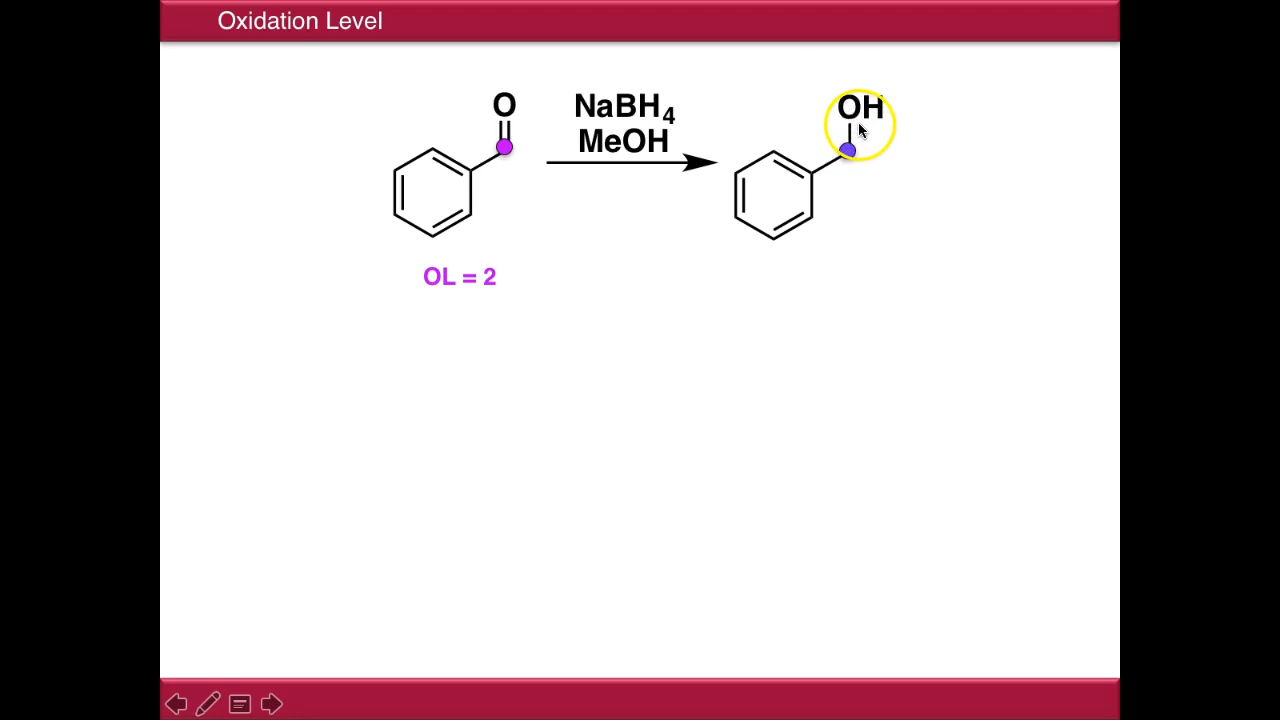 Oxidation Level
O
NaBH₄
MeOH
OH
OL = 2